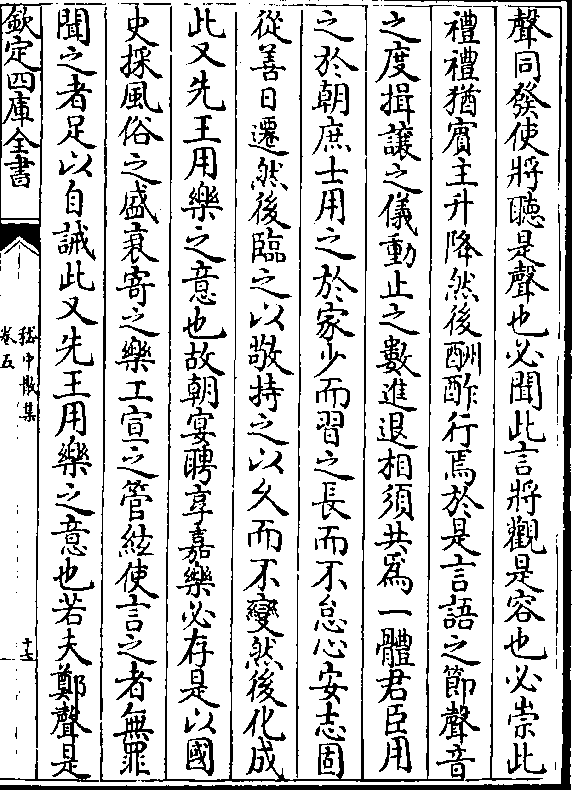 聲同發使將聽是聲也必聞此言將觀是容也必崇此
禮禮猶賓主升降然後酬酢行焉於是言語之節聲音
之度揖讓之儀動止之數進退相須共爲一體君臣用
之於朝庶士用之於家少而習之長而不怠心安志固
從善日遷然後臨之以敬持之以久而不變然後化成
此又先王用樂之意也故朝宴聘享嘉樂必存是以國
史採風俗之盛衰寄之樂工宣之管絃使言之者無罪
聞之者足以自誡此又先王用樂之意也若夫鄭聲是
欽定四庫全書
嵇中散集
卷五
十三